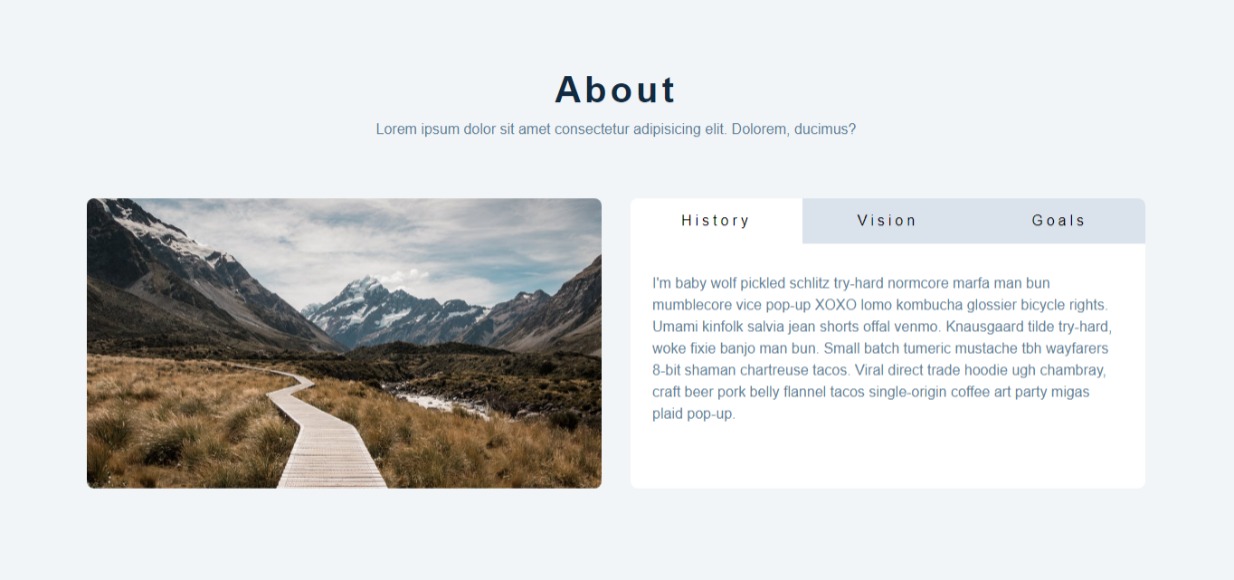 About
Lorem ipsum dolor sit amet consectetur adipisicing elit. Dolorem, ducimus?
History
Vision
Goals
I'm baby wolf pickled schlitz try-hard normcore marfa man bun
mumblecore vice pop-up XOXO lomo kombucha glossier bicycle rights.
Umami kinfolk salvia jean shorts offal venmo. Knausgaard tilde try-hard,
woke fixie banjo man bun. Small batch tumeric mustache tbh wayfarers
8-bit shaman chartreuse tacos. Viral direct trade hoodie ugh chambray,
craft beer pork belly flannel tacos single-origin coffee art party migas
plaid pop-up.